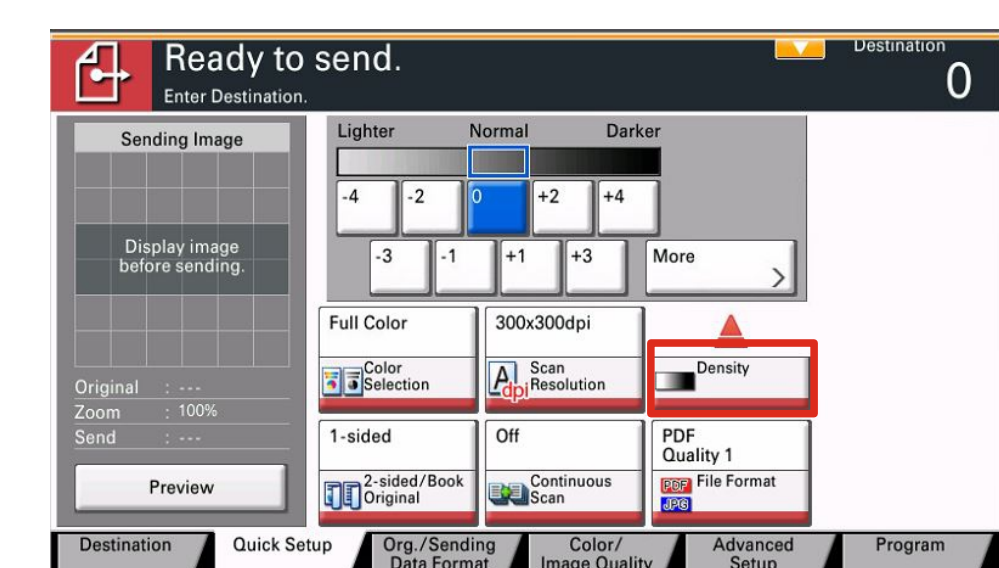 Ready to send.
Destination
0
Enter Destination.
Sending Image
Display image
before sending.
Original : ---
Zoom : 100%
Send : ---
Preview
Lighter Normal Darker
-4 -2 0 +2 +4
-3 -1 +1 +3 More
Full Color
Color
Selection
300x300dpi
A
dpi
Scan
Resolution
Density
1-sided
2-sided/Book
Original
Off
Continuous
Scan
PDF
Quality 1
PDF
JPG
File Format
Destination
Quick Setup
Org./Sending
Data Format
Color/
Image Quality
Advanced
Setup
Program